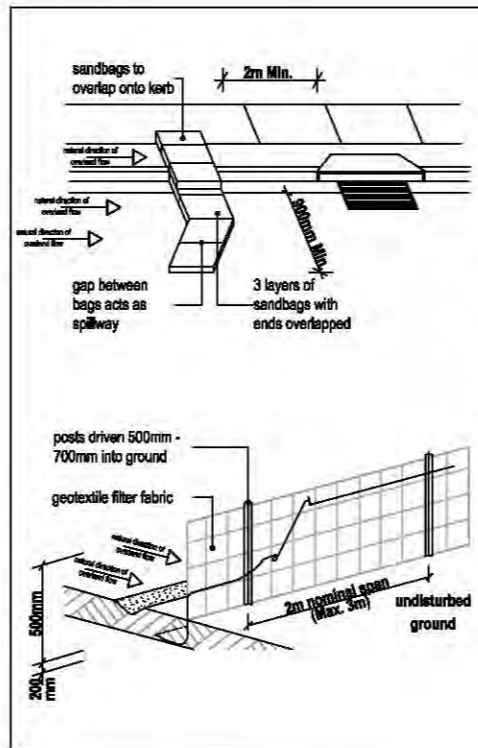 sandbags to
overlap onto kerb
2m Min.
natural direction of
overland flow
natural direction of
overland flow
natural direction of
overland flow
900mm Min.
gap between
bags acts as
spillway
3 layers of
sandbags with
ends overlapped
posts driven 500mm -
700mm into ground
geotextile filter fabric
natural direction of
overland flow
natural direction of
overland flow
500mm
200
mm
2m nominal span
(Max. 3m)
undisturbed
ground